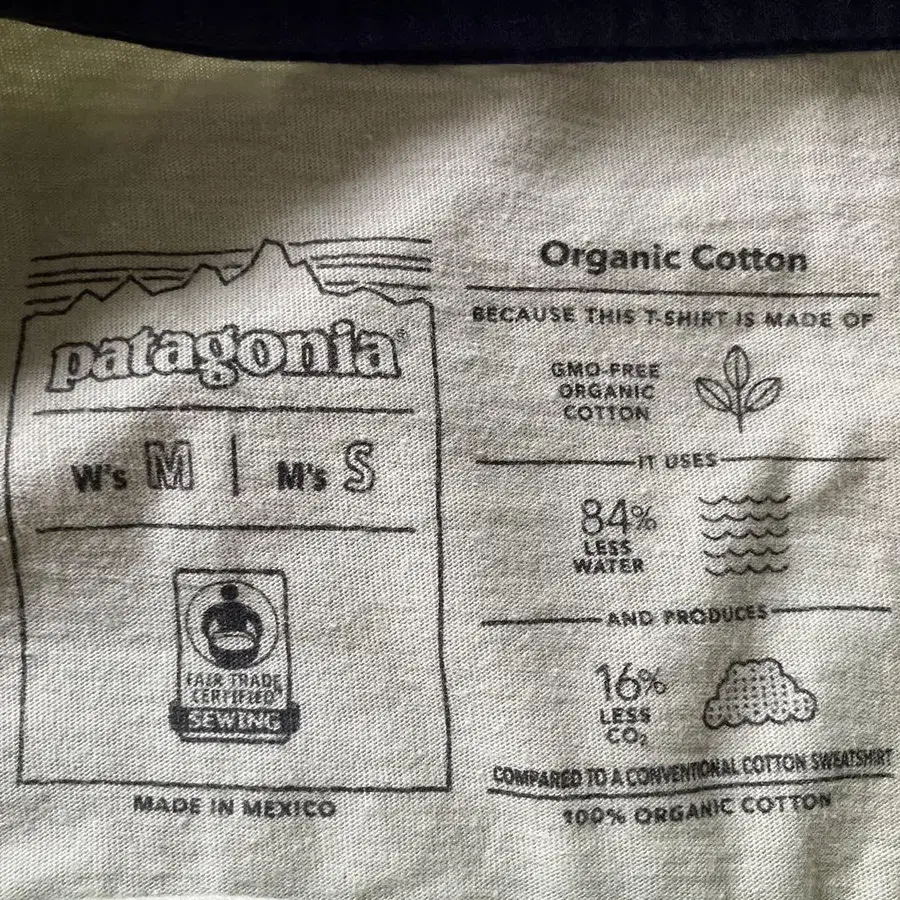 patagonia®
W's M | M's S
FAIR TRADE
CERTIFIED™
SEWING
MADE IN MEXICO
Organic Cotton
BECAUSE THIS T-SHIRT IS MADE OF
GMO-FREE
ORGANIC
COTTON
IT USES
84%
LESS
WATER
AND PRODUCES
16%
LESS
CO₂
COMPARED TO A CONVENTIONAL COTTON SWEATSHIRT
100% ORGANIC COTTON